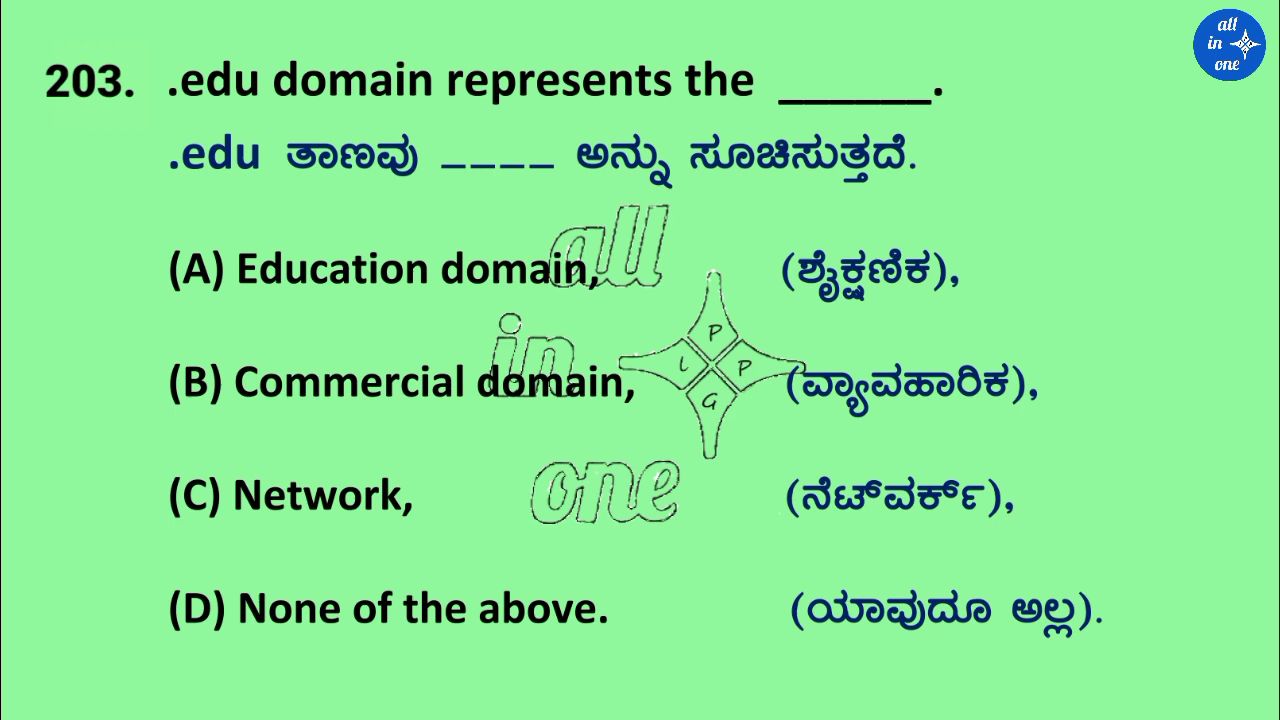 all
in
one
203. .edu domain represents the ______.
.edu ತಾಣವು ____ ಅನ್ನು ಸೂಚಿಸುತ್ತದೆ.
all
(A) Education domain, (ಶೈಕ್ಷಣಿಕ),
in
P
L P
G
(B) Commercial domain, (ವ್ಯಾವಹಾರಿಕ),
one
(C) Network, (ನೆಟ್‌ವರ್ಕ್),
(D) None of the above. (ಯಾವುದೂ ಅಲ್ಲ).